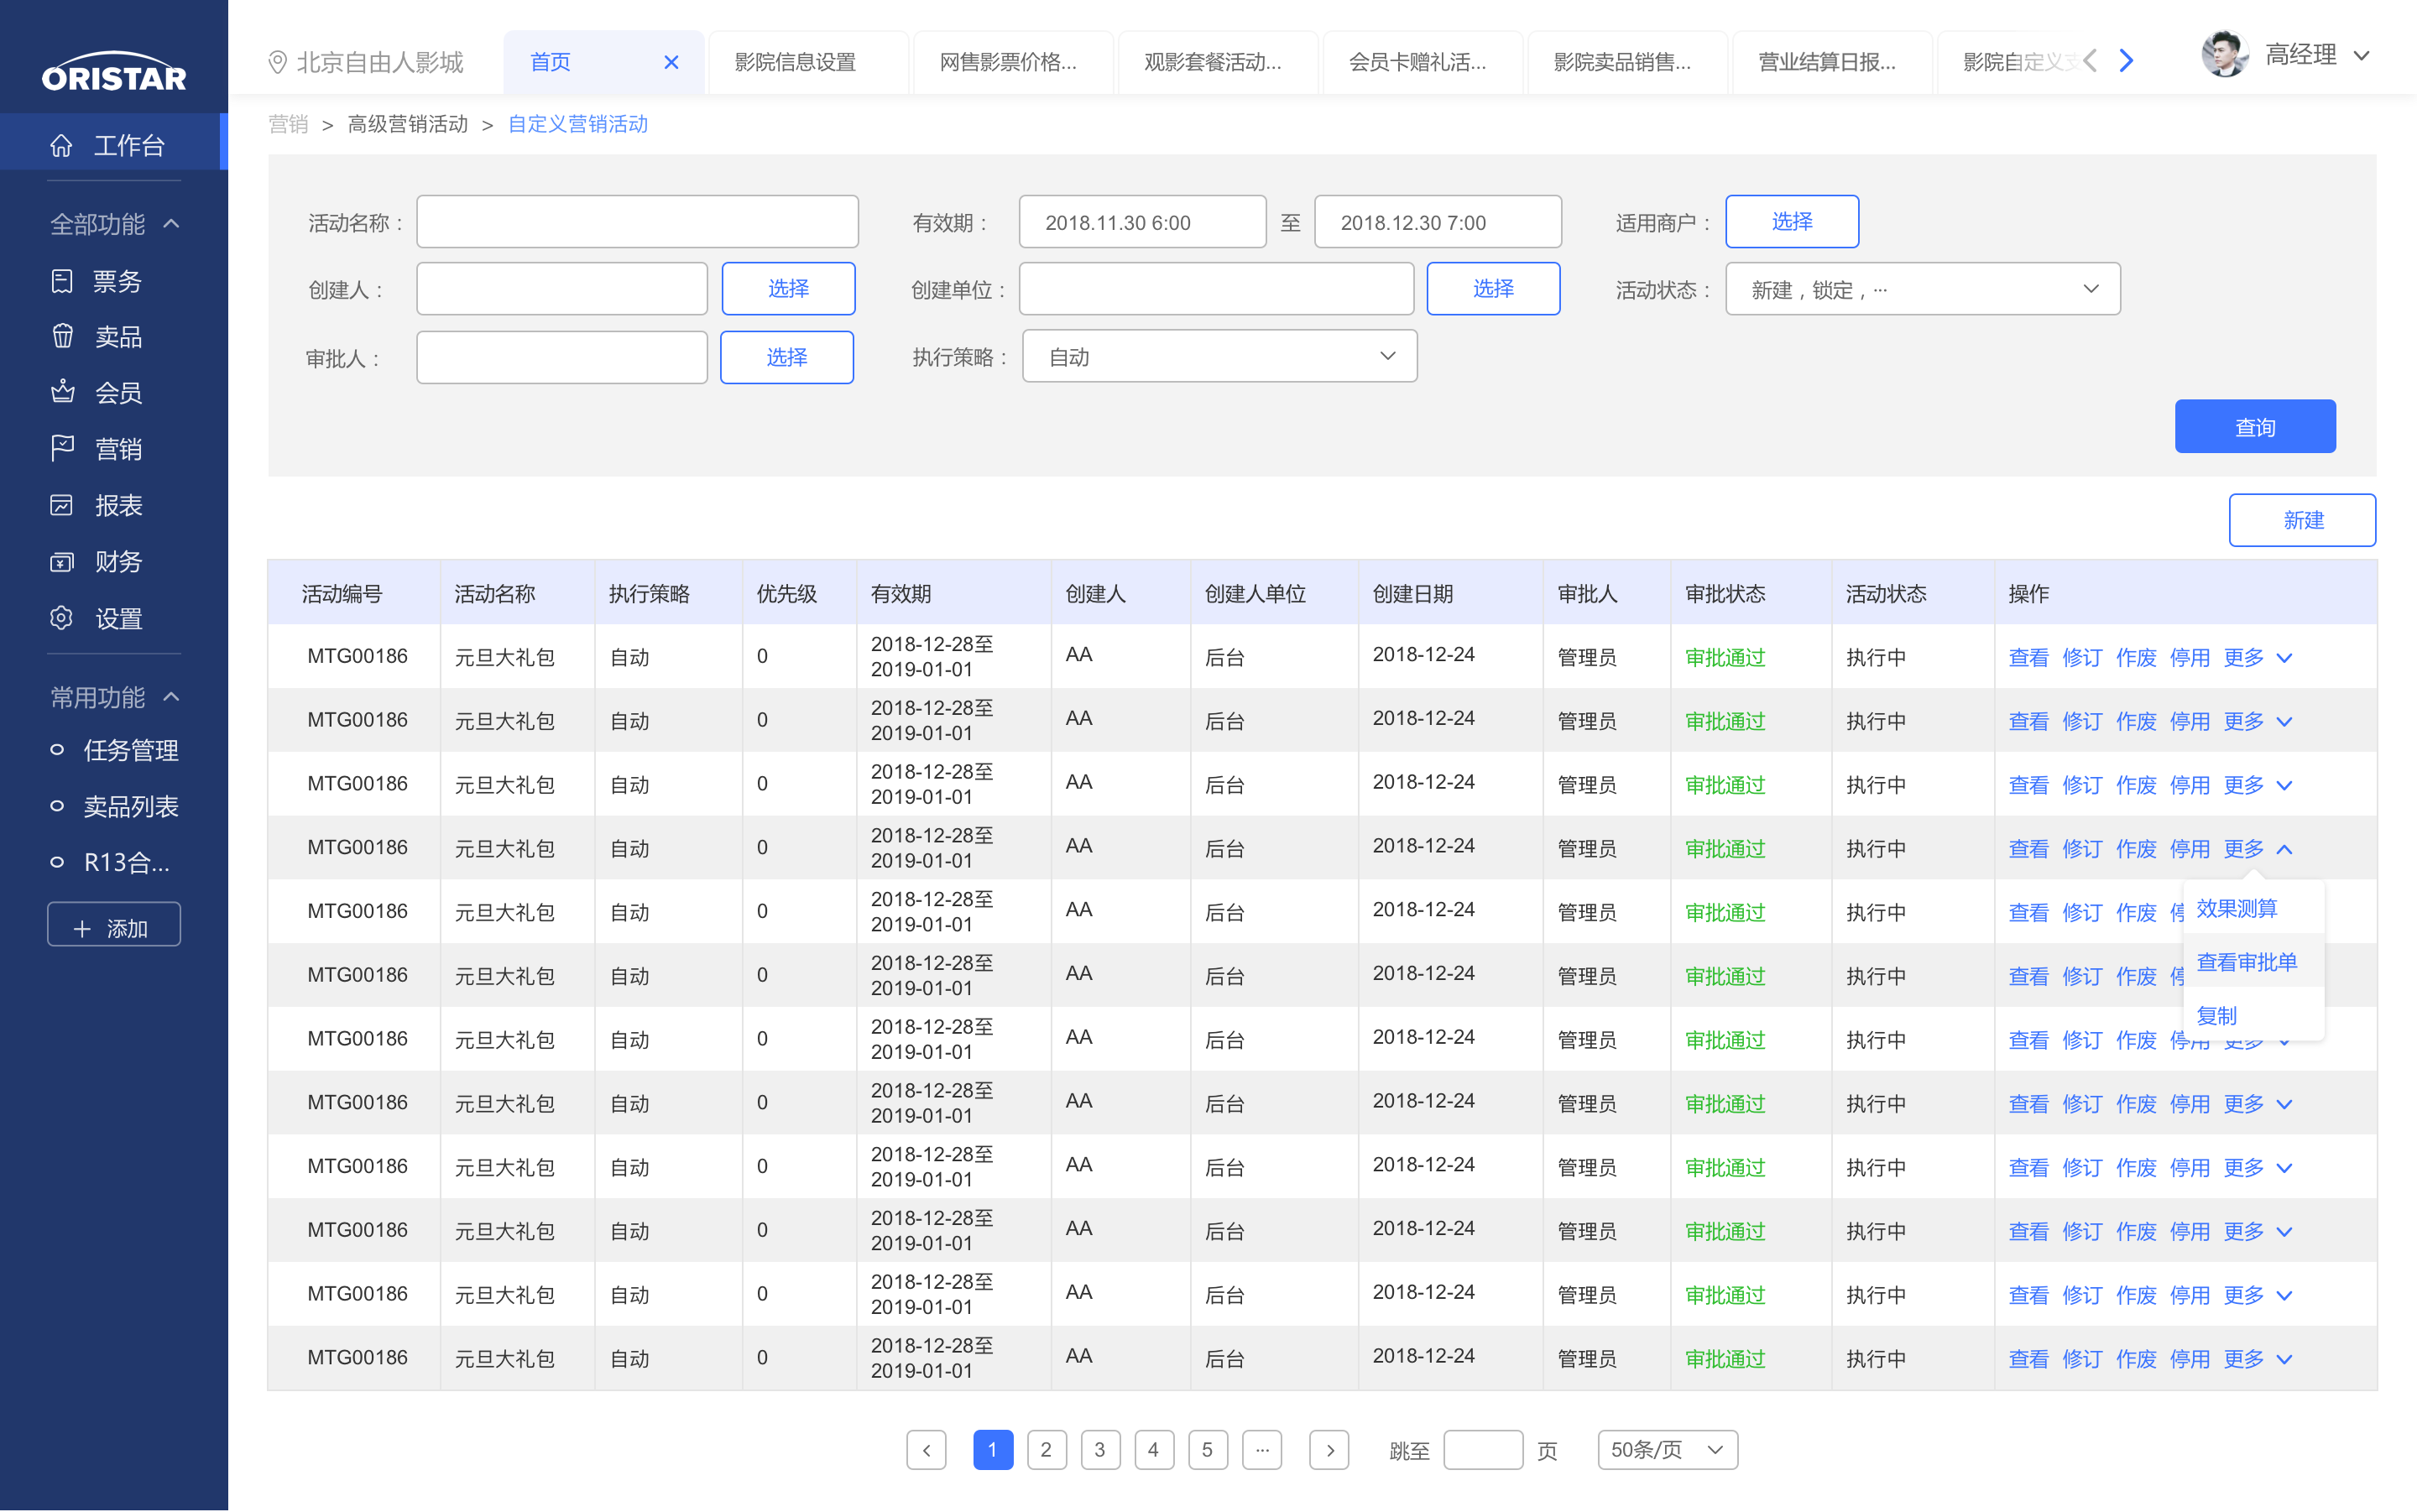 ORISTAR
工作台
全部功能
票务
卖品
会员
营销
报表
财务
设置
常用功能
任务管理
卖品列表
R13合...
添加
北京自由人影城 首页 影院信息设置 网售影票价格... 观影套餐活动... 会员卡赠礼活... 影院卖品销售... 营业结算日报... 影院自定义支 高经理
营销 > 高级营销活动 > 自定义营销活动
活动名称： 有效期： 2018.11.30 6:00 至 2018.12.30 7:00 适用商户： 选择
创建人： 选择 创建单位： 选择 活动状态： 新建，锁定，...
审批人： 选择 执行策略： 自动
查询
新建
活动编号 活动名称 执行策略 优先级 有效期 创建人 创建人单位 创建日期 审批人 审批状态 活动状态 操作
MTG00186 元旦大礼包 自动 0 2018-12-28至 2019-01-01 AA 后台 2018-12-24 管理员 审批通过 执行中 查看 修订 作废 停用 更多
MTG00186 元旦大礼包 自动 0 2018-12-28至 2019-01-01 AA 后台 2018-12-24 管理员 审批通过 执行中 查看 修订 作废 停用 更多
MTG00186 元旦大礼包 自动 0 2018-12-28至 2019-01-01 AA 后台 2018-12-24 管理员 审批通过 执行中 查看 修订 作废 停用 更多
MTG00186 元旦大礼包 自动 0 2018-12-28至 2019-01-01 AA 后台 2018-12-24 管理员 审批通过 执行中 查看 修订 作废 停用 更多
MTG00186 元旦大礼包 自动 0 2018-12-28至 2019-01-01 AA 后台 2018-12-24 管理员 审批通过 执行中 查看 修订 作废
效果测算
MTG00186 元旦大礼包 自动 0 2018-12-28至 2019-01-01 AA 后台 2018-12-24 管理员 审批通过 执行中 查看 修订 作废
查看审批单
复制
MTG00186 元旦大礼包 自动 0 2018-12-28至 2019-01-01 AA 后台 2018-12-24 管理员 审批通过 执行中 查看 修订 作废 停用 更多
MTG00186 元旦大礼包 自动 0 2018-12-28至 2019-01-01 AA 后台 2018-12-24 管理员 审批通过 执行中 查看 修订 作废 停用 更多
MTG00186 元旦大礼包 自动 0 2018-12-28至 2019-01-01 AA 后台 2018-12-24 管理员 审批通过 执行中 查看 修订 作废 停用 更多
MTG00186 元旦大礼包 自动 0 2018-12-28至 2019-01-01 AA 后台 2018-12-24 管理员 审批通过 执行中 查看 修订 作废 停用 更多
MTG00186 元旦大礼包 自动 0 2018-12-28至 2019-01-01 AA 后台 2018-12-24 管理员 审批通过 执行中 查看 修订 作废 停用 更多
MTG00186 元旦大礼包 自动 0 2018-12-28至 2019-01-01 AA 后台 2018-12-24 管理员 审批通过 执行中 查看 修订 作废 停用 更多
1 2 3 4 5 ... 跳至 页 50条/页